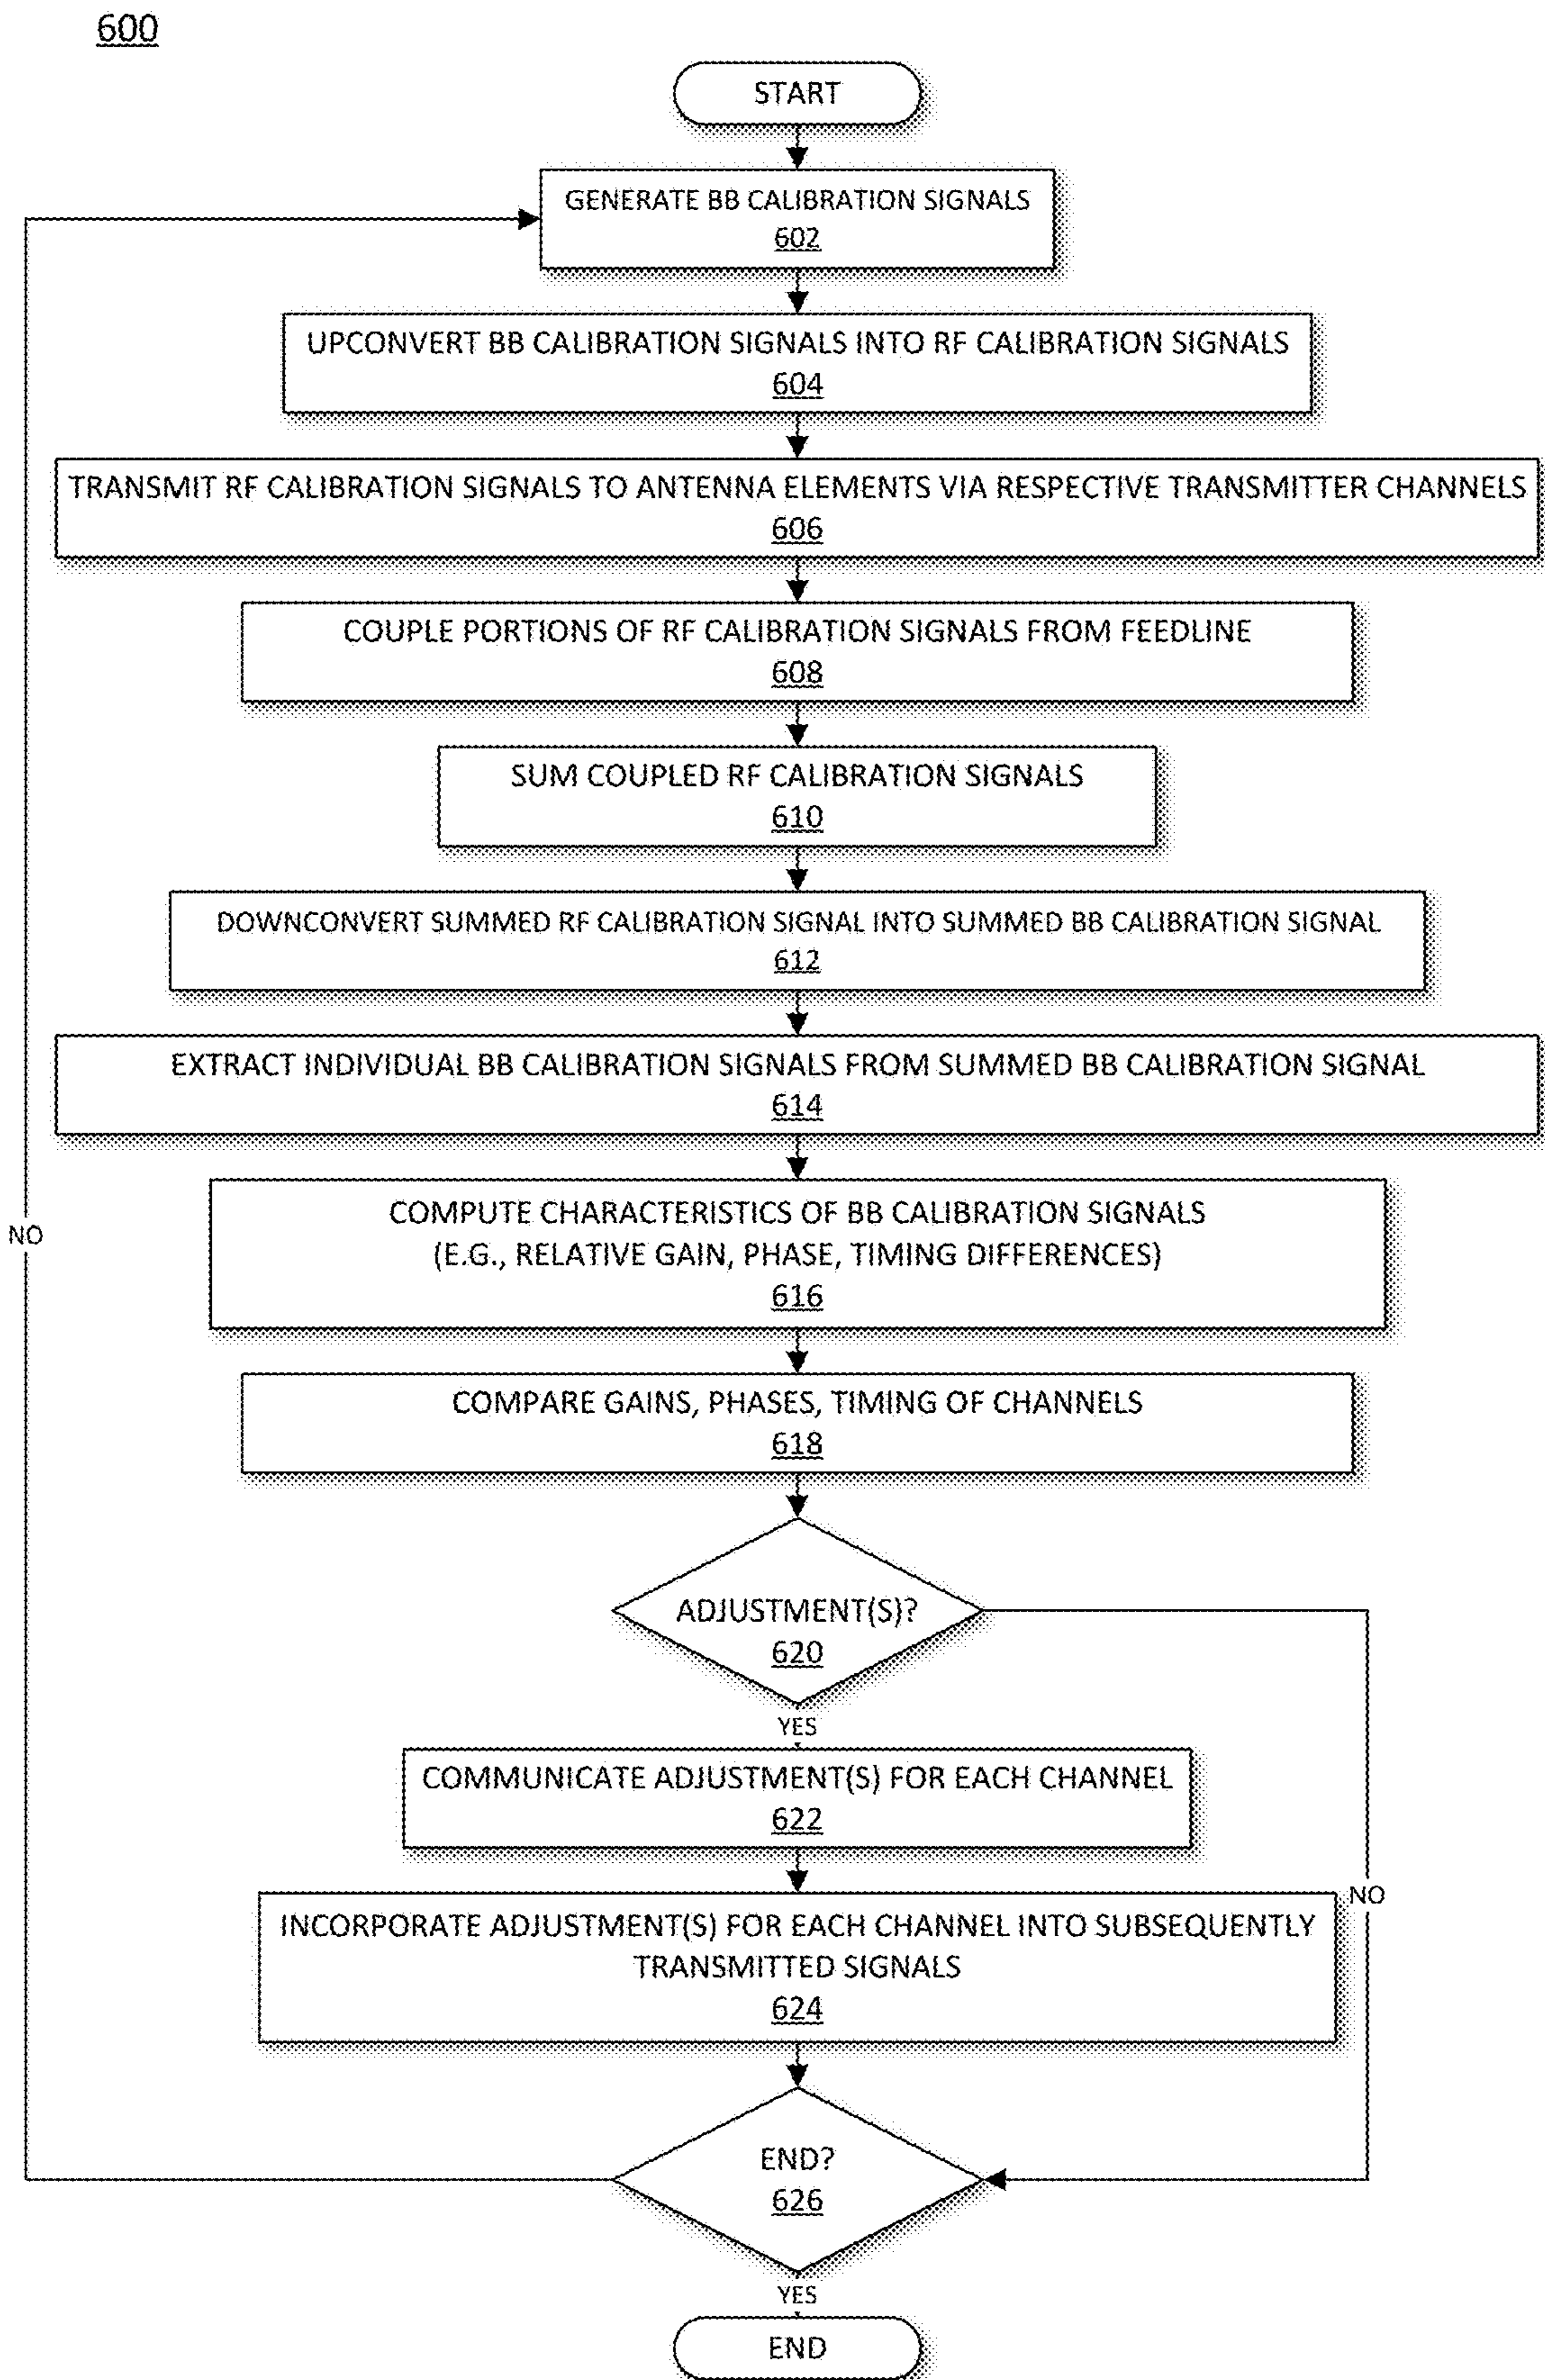 600
START
GENERATE BB CALIBRATION SIGNALS
602
UPCONVERT BB CALIBRATION SIGNALS INTO RF CALIBRATION SIGNALS
604
TRANSMIT RF CALIBRATION SIGNALS TO ANTENNA ELEMENTS VIA RESPECTIVE TRANSMITTER CHANNELS
606
COUPLE PORTIONS OF RF CALIBRATION SIGNALS FROM FEEDLINE
608
SUM COUPLED RF CALIBRATION SIGNALS
610
DOWNCONVERT SUMMED RF CALIBRATION SIGNAL INTO SUMMED BB CALIBRATION SIGNAL
612
EXTRACT INDIVIDUAL BB CALIBRATION SIGNALS FROM SUMMED BB CALIBRATION SIGNAL
614
COMPUTE CHARACTERISTICS OF BB CALIBRATION SIGNALS
(E.G., RELATIVE GAIN, PHASE, TIMING DIFFERENCES)
616
NO
COMPARE GAINS, PHASES, TIMING OF CHANNELS
618
ADJUSTMENT(S)?
620
YES
COMMUNICATE ADJUSTMENT(S) FOR EACH CHANNEL
622
NO
INCORPORATE ADJUSTMENT(S) FOR EACH CHANNEL INTO SUBSEQUENTLY
TRANSMITTED SIGNALS
624
END?
626
YES
END